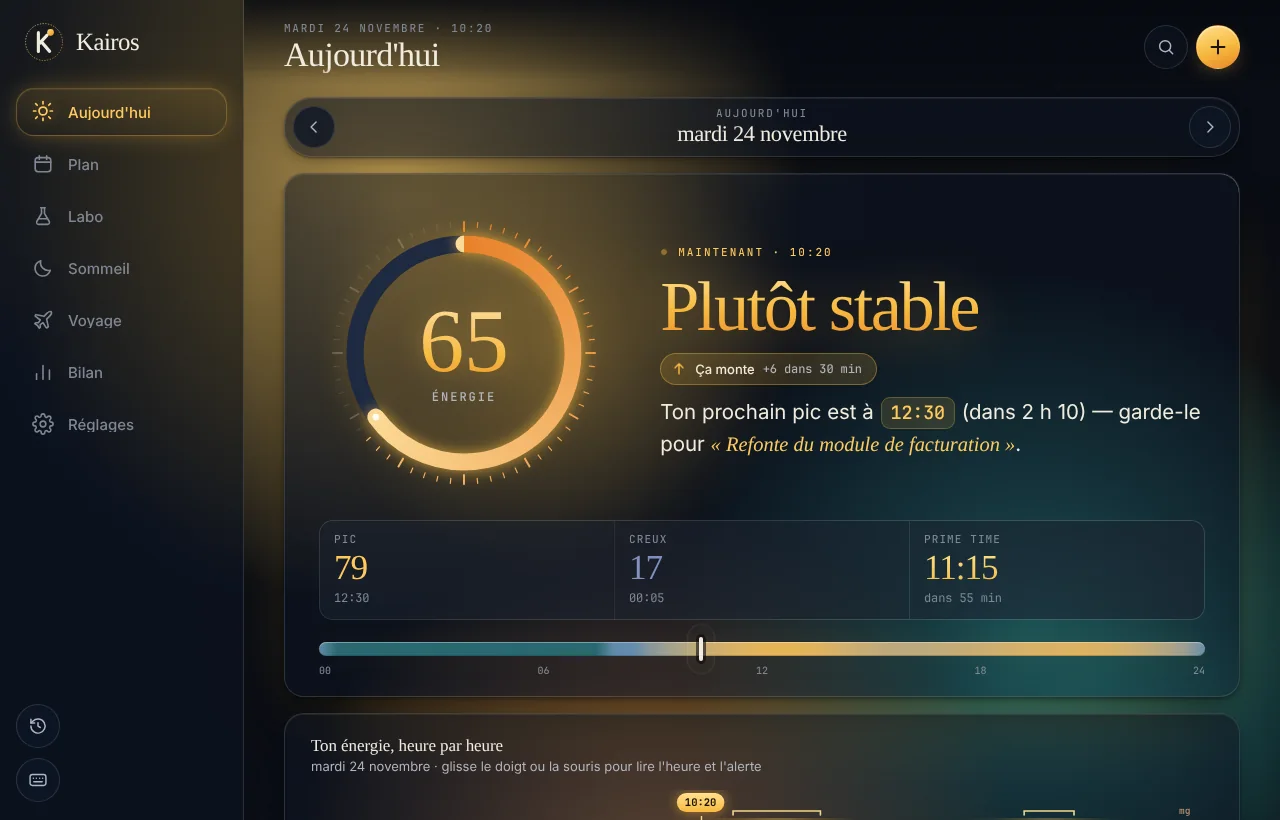 Kairos
Aujourd'hui
Plan
Labo
Sommeil
Voyage
Bilan
Réglages
MARDI 24 NOVEMBRE · 10:20
Aujourd'hui
AUJOURD'HUI
mardi 24 novembre
65
ÉNERGIE
MAINTENANT · 10:20
Plutôt stable
Ça monte +6 dans 30 min
Ton prochain pic est à 12:30 (dans 2 h 10) — garde-le
pour « Refonte du module de facturation ».
PIC
79
12:30
CREUX
17
00:05
PRIME TIME
11:15
dans 55 min
00 06 12 18 24
Ton énergie, heure par heure
mardi 24 novembre · glisse le doigt ou la souris pour lire l'heure et l'alerte
10:20
mg